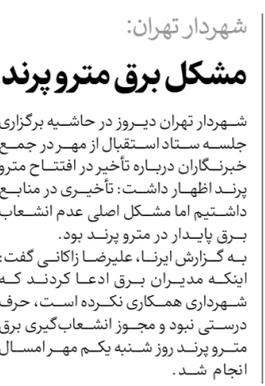 شهردار تهران:
مشکل برق مترو پرند
شهردار تهران دیروز در حاشیه برگزاری
جلسه ستاد استقبال از مهر در جمع
خبرنگاران درباره تأخیر در افتتاح مترو
پرند اظهار داشت: تأخیری در منابع
داشتیم اما مشکل اصلی عدم انشعاب
برق پایدار در مترو پرند بود.
به گزارش ایرنا، علیرضا زاکانی گفت:
اینکه مدیران برق ادعا کردند که
شهرداری همکاری نکرده است، حرف
درستی نبود و مجوز انشعاب‌گیری برق
مترو پرند روز شنبه یکم مهر امسال
انجام شد.